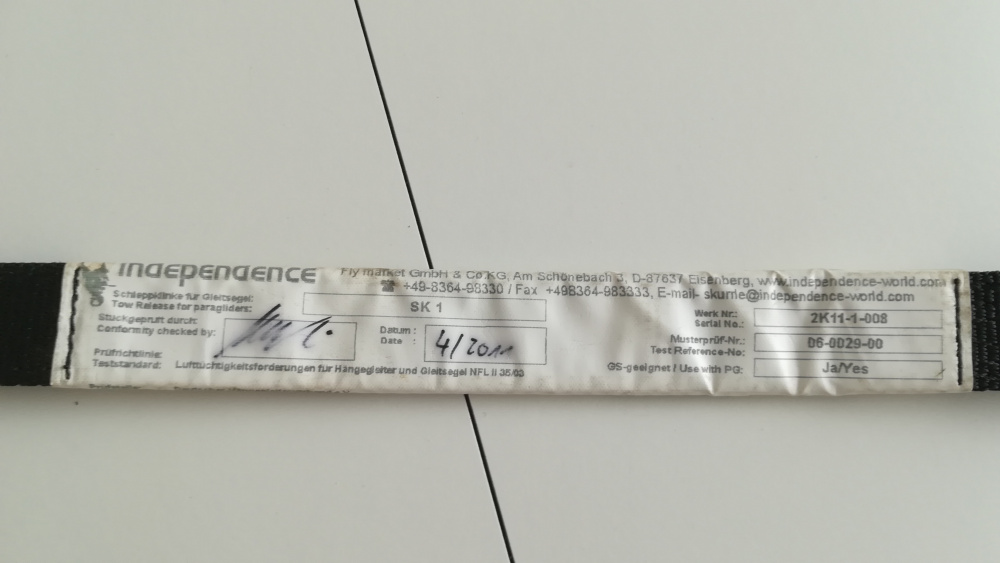 INDEPENDENCE
Fly market GmbH & Co.KG, Am Schönebach 3, D-87637 Eisenberg, www.independence-world.com
☎ +49-8364-98330 / Fax +498364-983333, E-mail- skurrie@independence-world.com
Schleppklinke für Gleitsegel:
Tow Release for paragliders:
SK 1
Stückgeprüft durch:
Conformity checked by:
Datum :
Date :
4/2011
Werk Nr.:
Serial No.:
2K11-1-008
Musterprüf-Nr.:
Test Reference-No:
06-0029-00
Prüfrichtlinie:
Teststandard: Lufttüchtigkeitsforderungen für Hängegleiter und Gleitsegel NFL II 35/03
GS-geeignet / Use with PG:
Ja/Yes